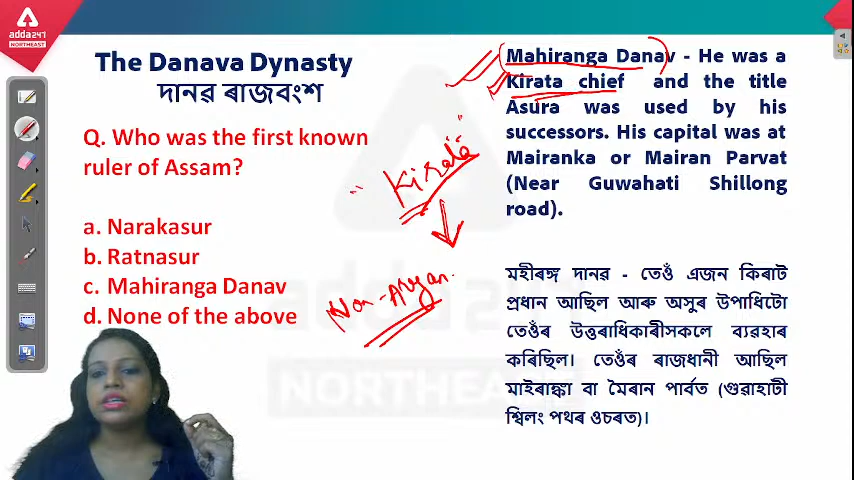 adda247
NORTHEAST
The Danava Dynasty
দানৱ ৰাজবংশ
Q. Who was the first known
ruler of Assam?
a. Narakasur
b. Ratnasur
c. Mahiranga Danav
d. None of the above
"Kirata"
Non-Aryan.
(Mahiranga Danav - He was a
Kirata chief and the title
Asura was used by his
successors. His capital was at
Mairanka or Mairan Parvat
(Near Guwahati Shillong
road).
মহীৰঙ্গ দানৱ - তেওঁ এজন কিৰাট
প্ৰধান আছিল আৰু অসুৰ উপাধিটো
তেওঁৰ উত্তৰাধিকাৰীসকলে ব্যৱহাৰ
কৰিছিল। তেওঁৰ ৰাজধানী আছিল
মাইৰাঙ্কা বা মৈৰান পাৰ্বত (গুৱাহাটী
শ্বিলং পথৰ ওচৰত)।
adda247
NORTHEAST